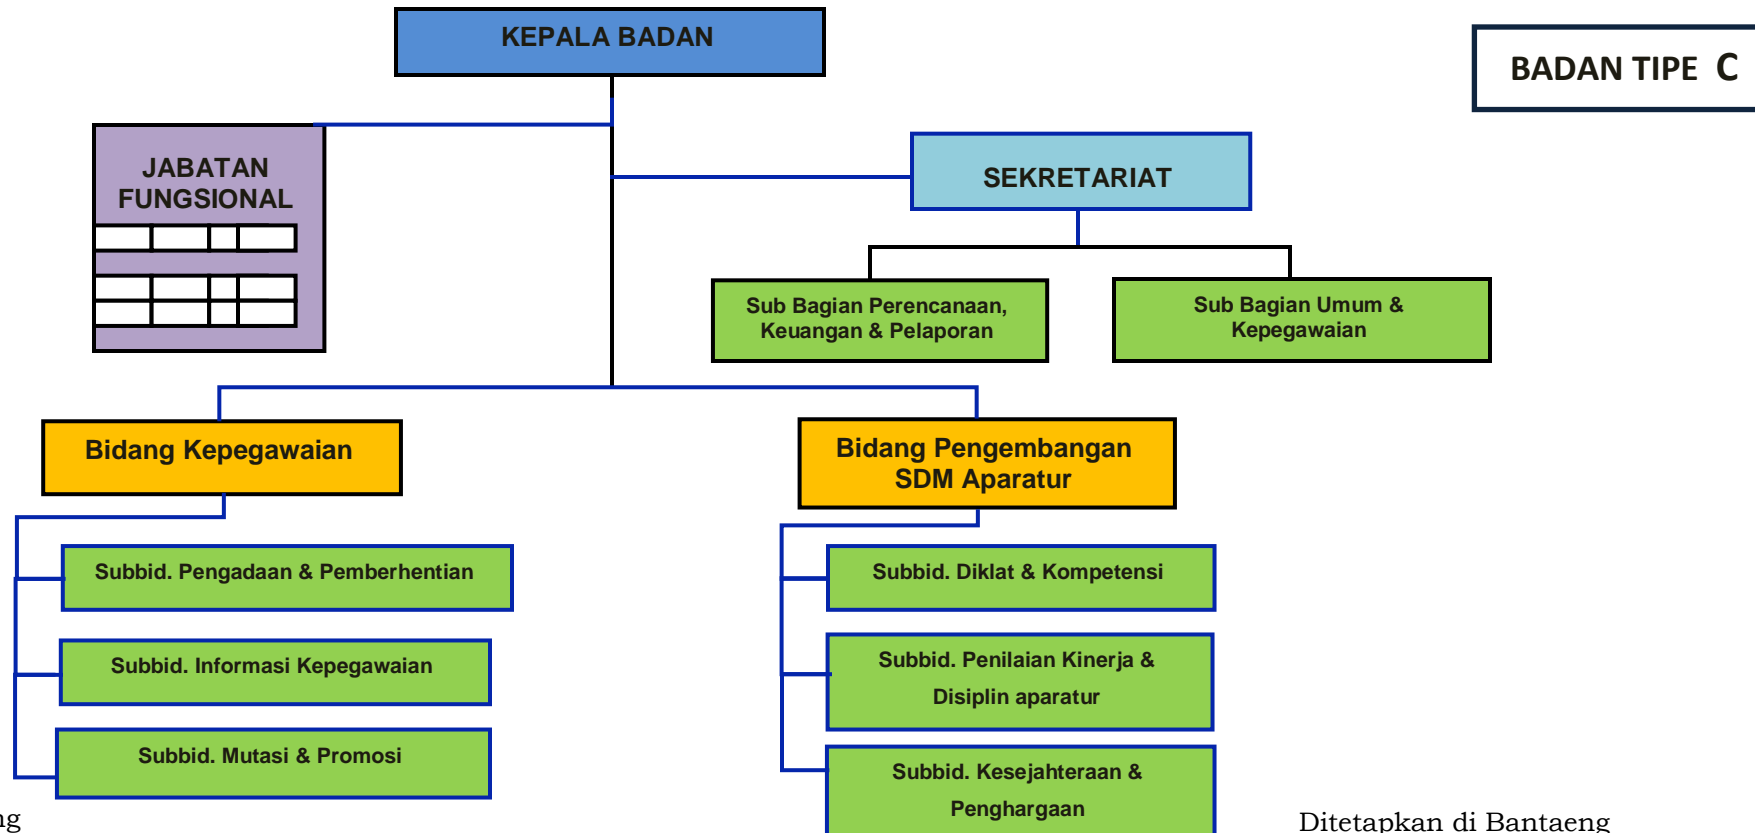 KEPALA BADAN
BADAN TIPE C
JABATAN
FUNGSIONAL
SEKRETARIAT
Sub Bagian Perencanaan,
Keuangan & Pelaporan
Sub Bagian Umum &
Kepegawaian
Bidang Kepegawaian
Bidang Pengembangan
SDM Aparatur
Subbid. Pengadaan & Pemberhentian
Subbid. Informasi Kepegawaian
Subbid. Mutasi & Promosi
Subbid. Diklat & Kompetensi
Subbid. Penilaian Kinerja &
Disiplin aparatur
Subbid. Kesejahteraan &
Penghargaan
Ditetapkan di Bantaeng